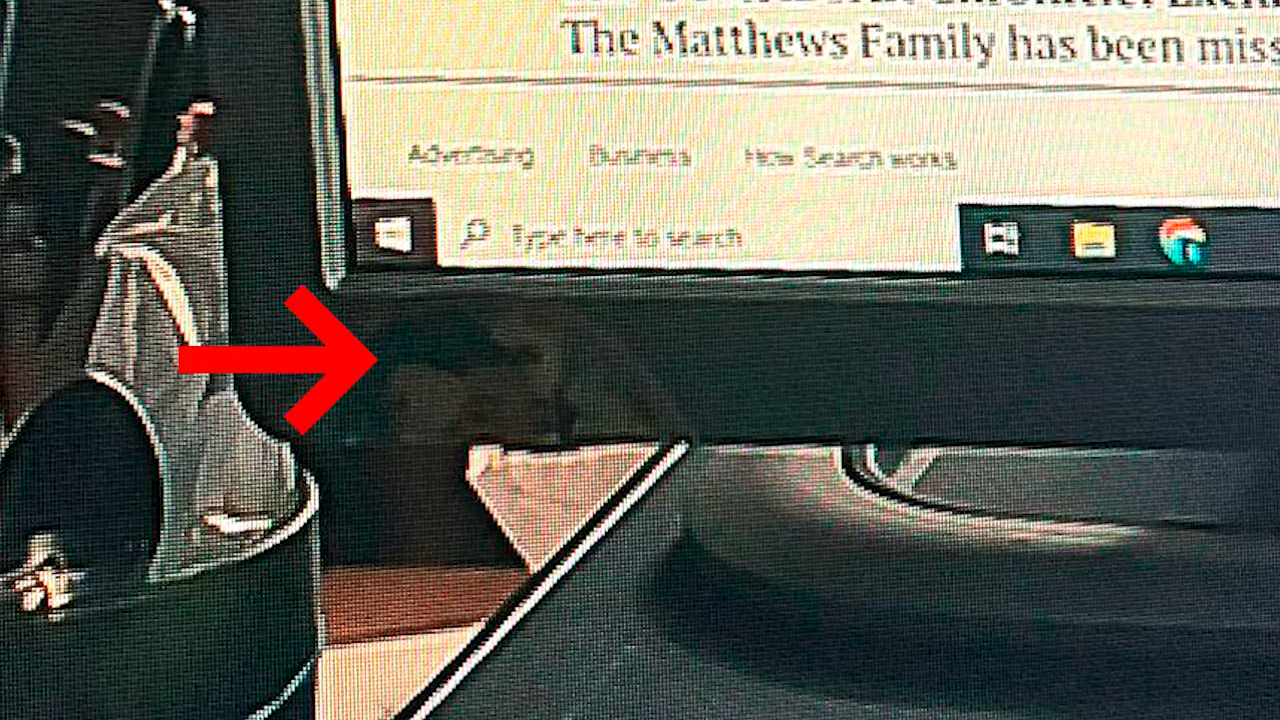 The Matthews Family has been miss
Advertising Business How Search works
Type here to search